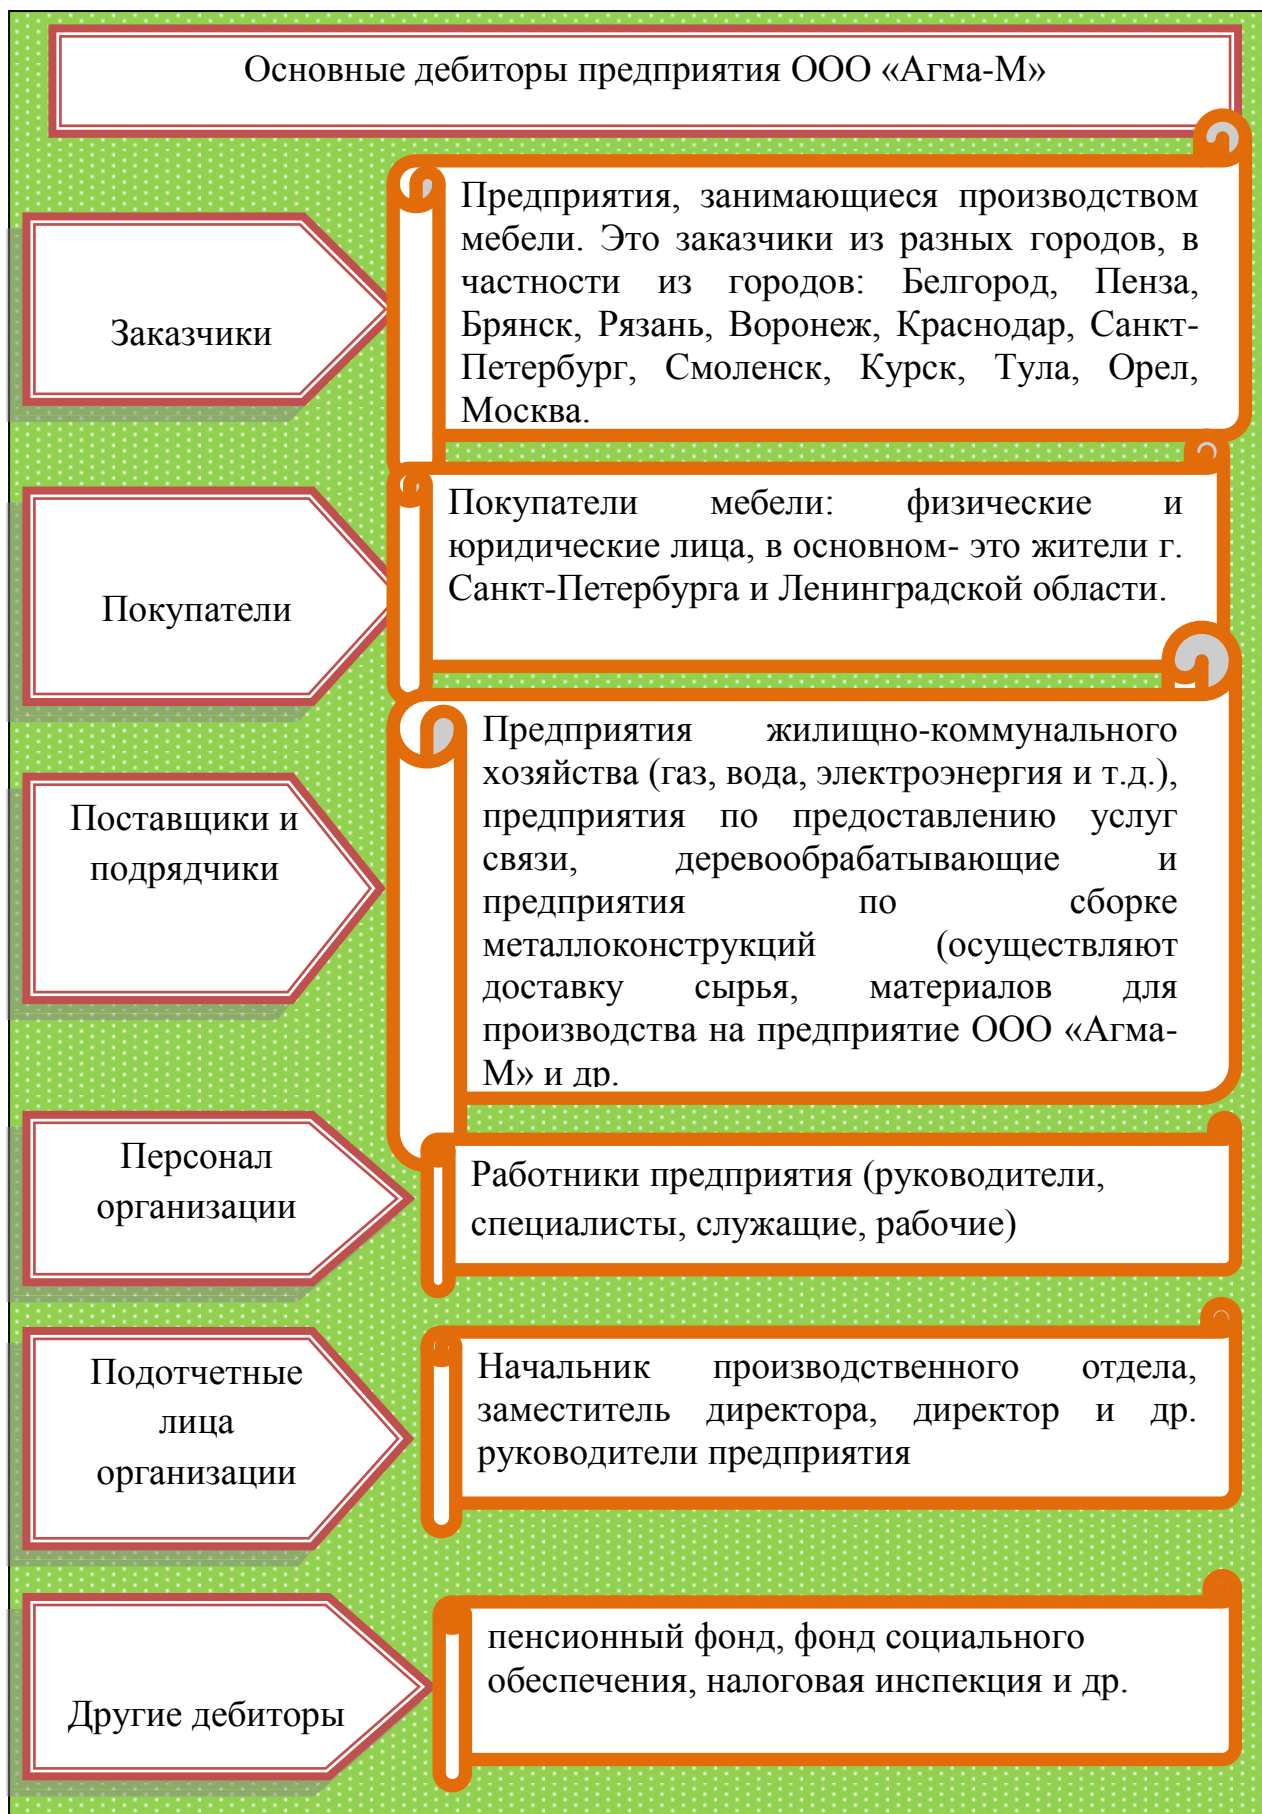 Основные дебиторы предприятия ООО «Агма-М»
Заказчики
Предприятия, занимающиеся производством
мебели. Это заказчики из разных городов, в
частности из городов: Белгород, Пенза,
Брянск, Рязань, Воронеж, Краснодар, Санкт-
Петербург, Смоленск, Курск, Тула, Орел,
Москва.
Покупатели
Покупатели мебели: физические и
юридические лица, в основном- это жители г.
Санкт-Петербурга и Ленинградской области.
Поставщики и
подрядчики
Предприятия жилищно-коммунального
хозяйства (газ, вода, электроэнергия и т.д.),
предприятия по предоставлению услуг
связи, деревообрабатывающие и
предприятия по сборке
металлоконструкций (осуществляют
доставку сырья, материалов для
производства на предприятие ООО «Агма-
М» и др.
Персонал
организации
Работники предприятия (руководители,
специалисты, служащие, рабочие)
Подотчетные
лица
организации
Начальник производственного отдела,
заместитель директора, директор и др.
руководители предприятия
Другие дебиторы
пенсионный фонд, фонд социального
обеспечения, налоговая инспекция и др.